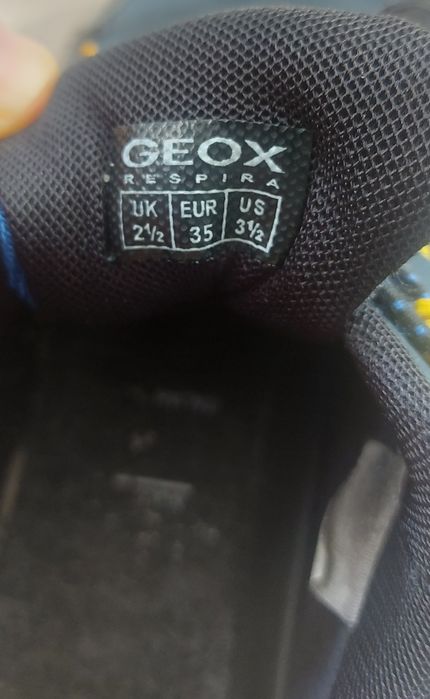 GEOX
RESPIRA
UK EUR US
2½ 35 3½